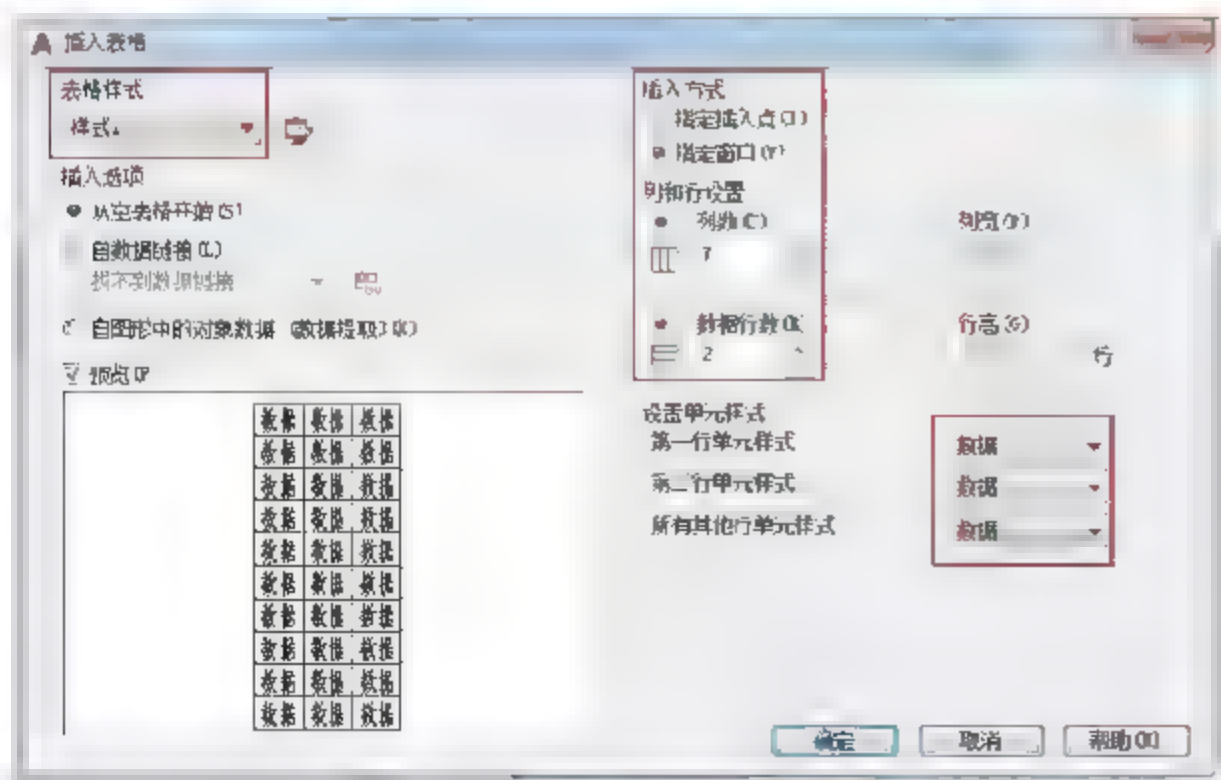 插入表格
表格样式
样式
插入选项
从空表格开始(S)
自数据链接(L)
找不到数据链接
自图形中的对象数据(数据提取)(X)
预览(P)
数据 数据 数据
数据 数据 数据
数据 数据 数据
数据 数据 数据
数据 数据 数据
数据 数据 数据
数据 数据 数据
数据 数据 数据
数据 数据 数据
数据 数据 数据
插入方式
指定插入点(I)
指定窗口(W)
列和行设置
列数(C)
列宽(D)
7
数据行数(R)
行高(G)
2
行
设置单元样式
第一行单元样式
数据
第二行单元样式
数据
所有其他行单元样式
数据
确定
取消
帮助(H)